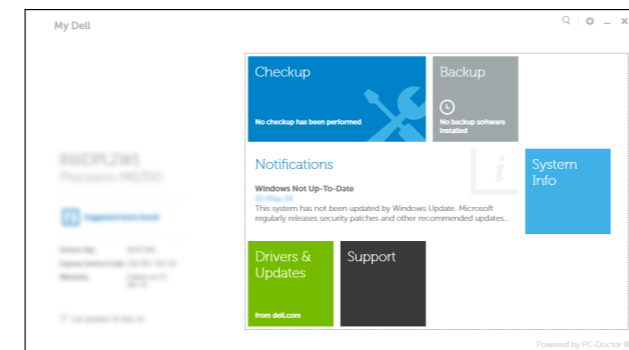 My Dell
Checkup
No checkup has been performed
Backup
No backup software
installed
Precision M6700
Notifications
Windows Not Up-To-Date
This system has not been updated by Windows Update. Microsoft
regularly releases security patches and other recommended updates...
System
Info
Drivers &
Updates
from dell.com
Support
Powered by PC-Doctor ®